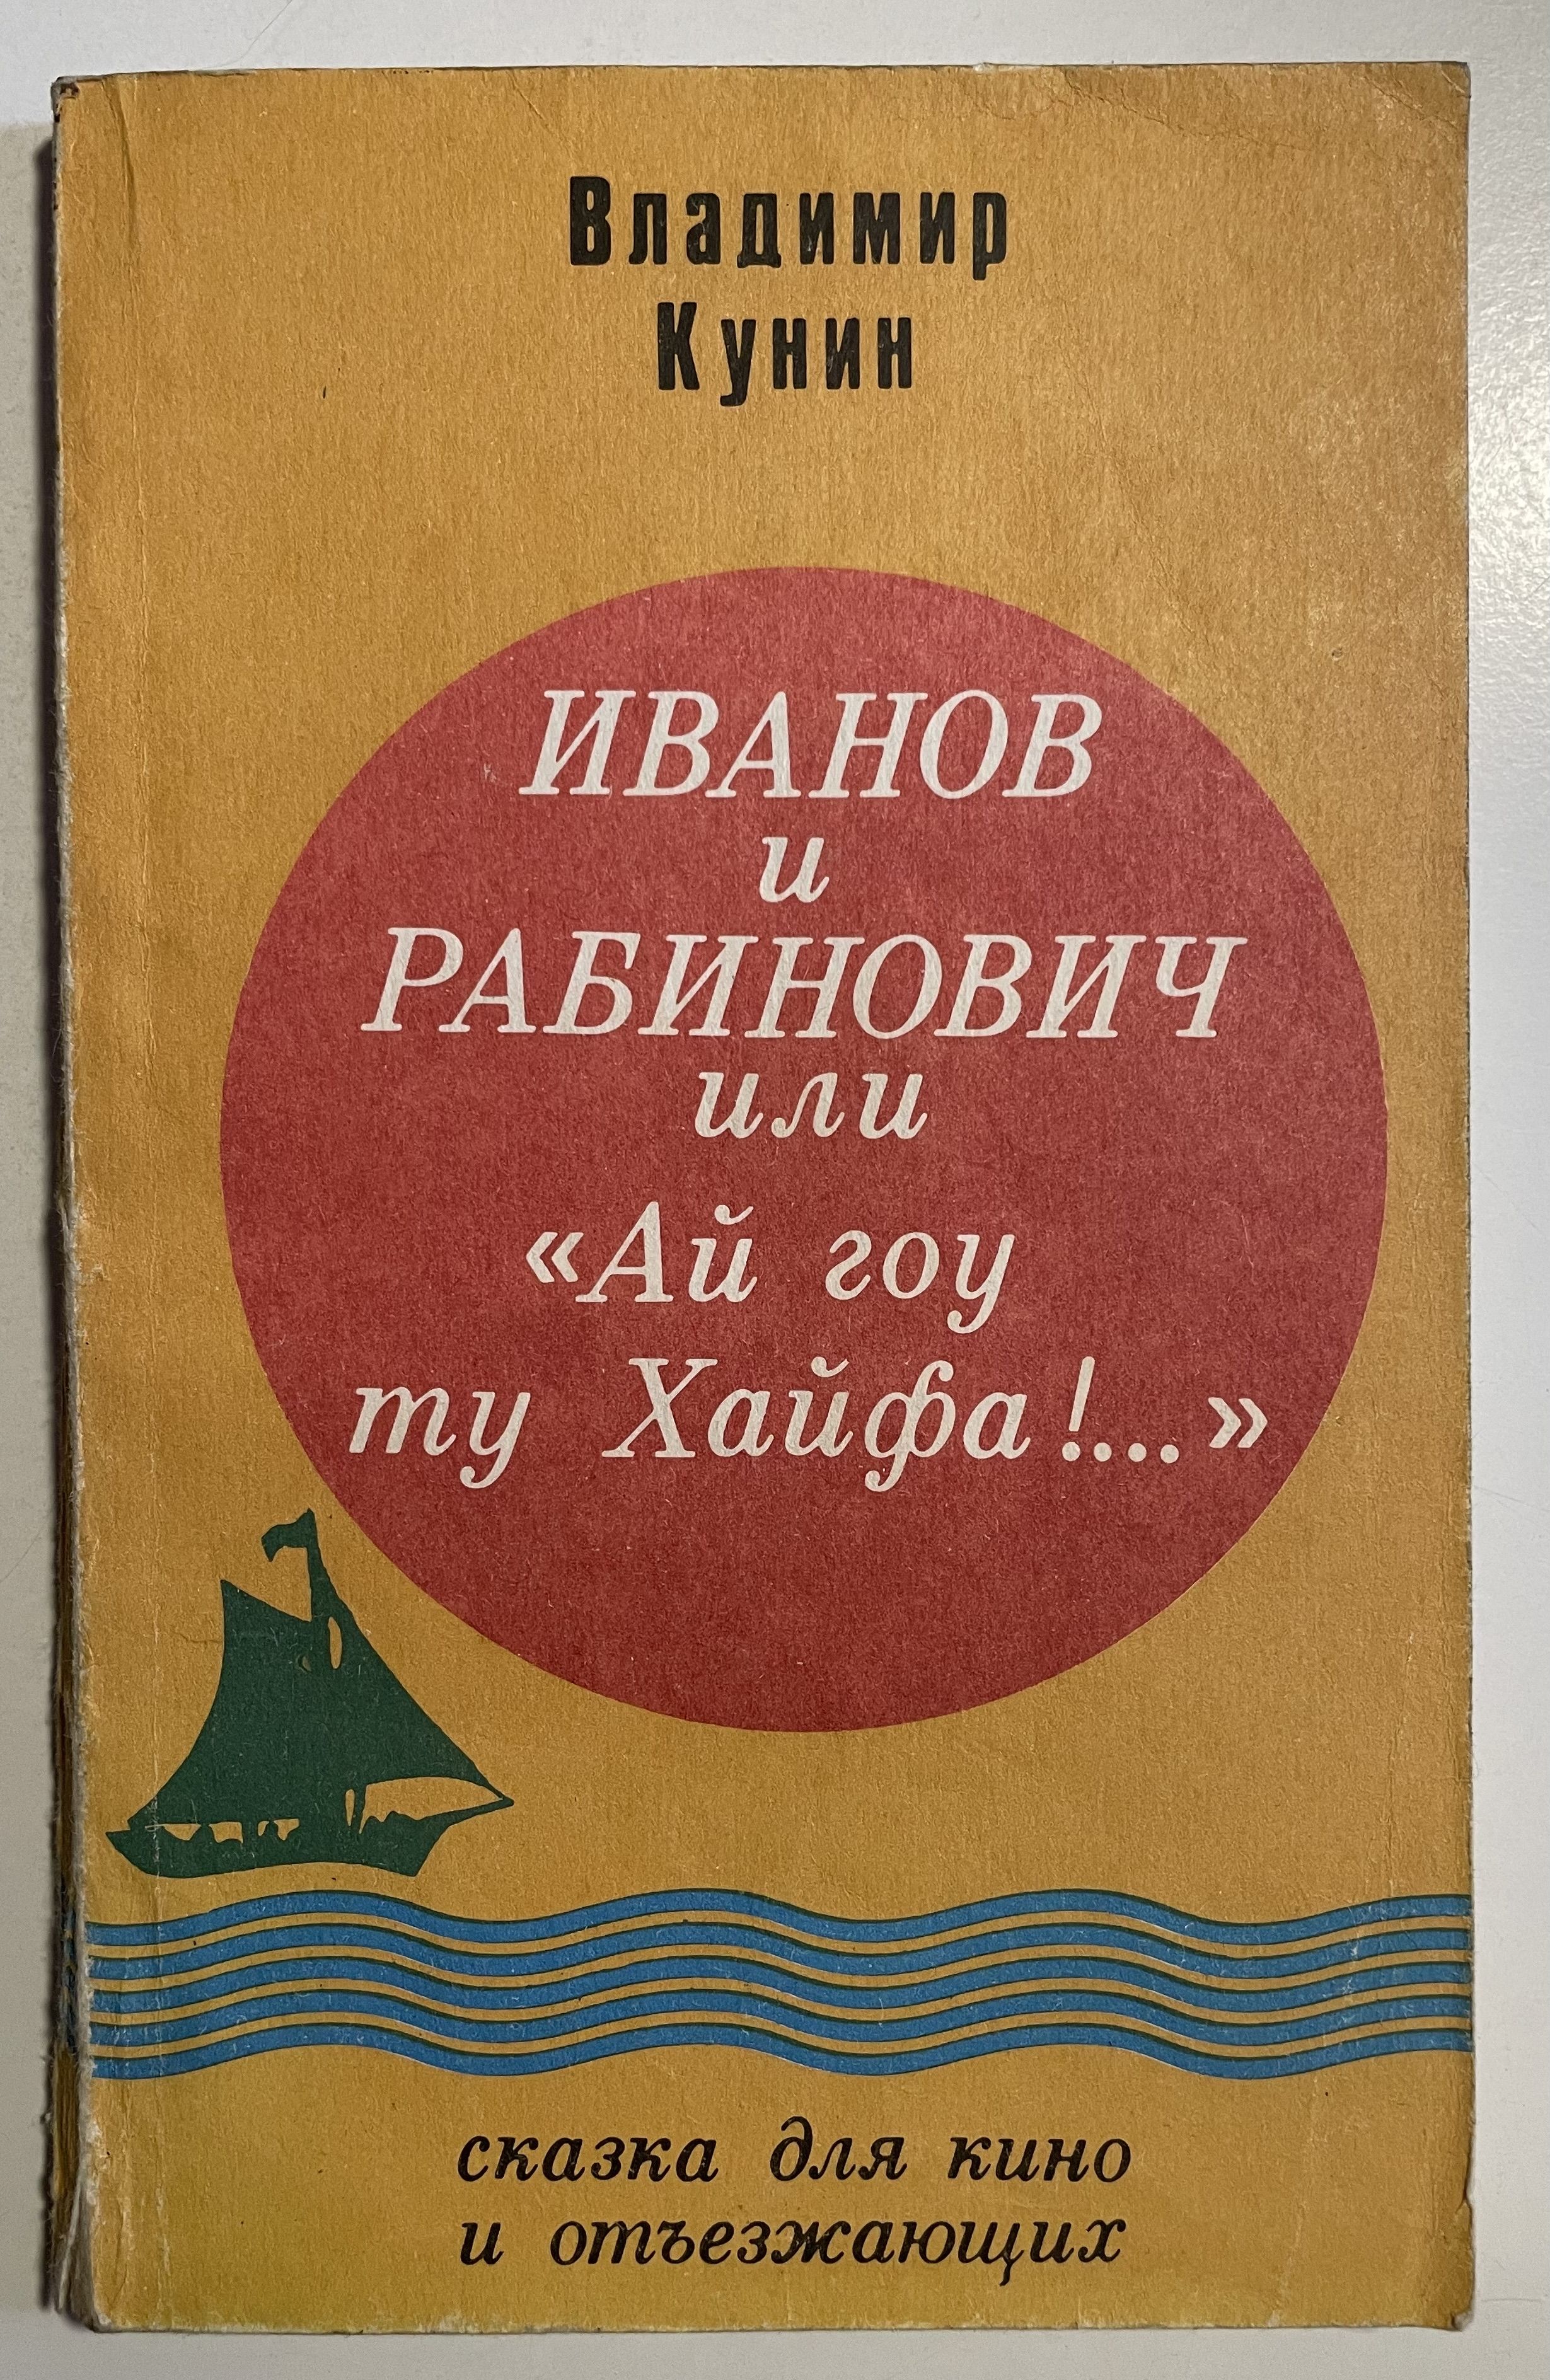 Владимир
Кунин
ИВАНОВ
и
РАБИНОВИЧ
или
«Ай гоу
ту Хайфа!...»
сказка для кино
и отъезжающих